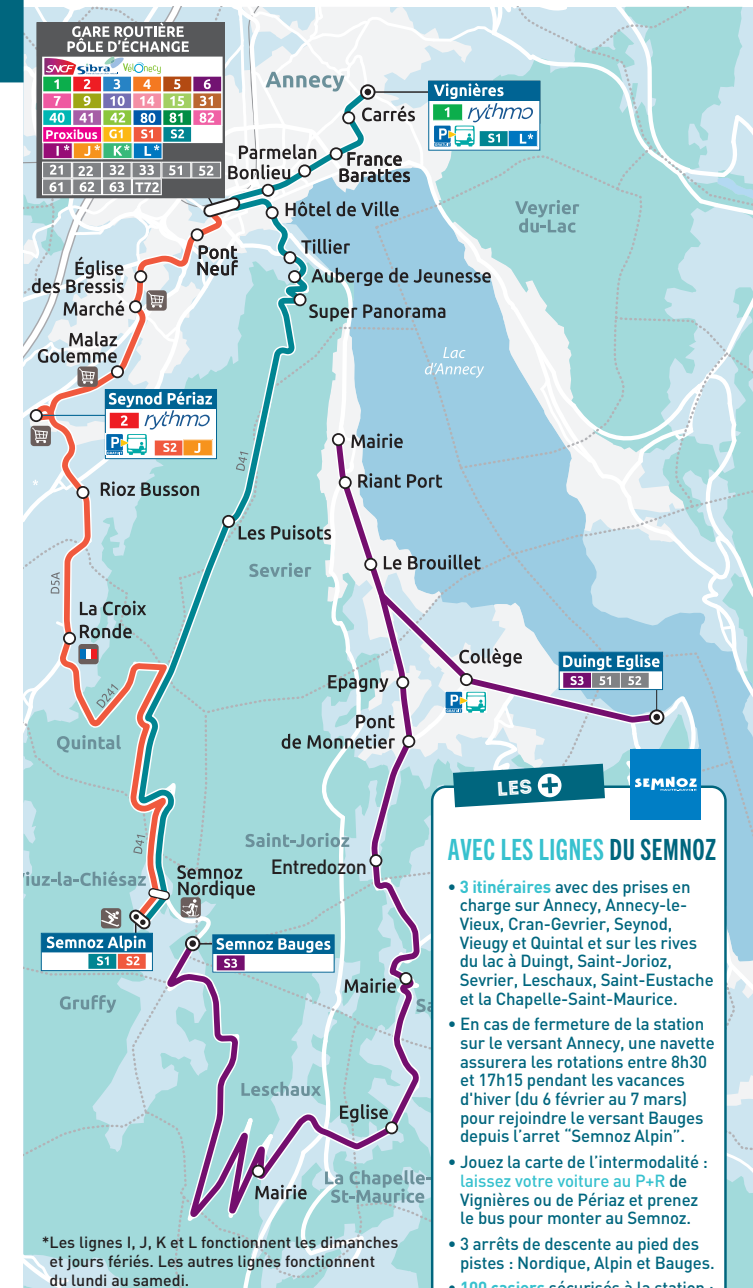 GARE ROUTIÈRE
PÔLE D'ÉCHANGE
SNCF sibra vélOnecy
1 2 3 4 5 6
7 9 10 14 15 31
40 41 42 80 81 82
Proxibus G1 S1 S2
I* J* K* L*
21 22 32 33 51 52
61 62 63 T72
Annecy
Vignières
1 rythmo
P+ S1 L*
Carrés
France
Barattes
Parmelan
Bonlieu
Hôtel de Ville
Veyrier
du-Lac
Pont
Neuf
Tillier
Auberge de Jeunesse
Super Panorama
Église
des Bressis
Marché
Malaz
Golemme
Lac
d'Annecy
Seynod Périaz
2 rythmo
P+ S2 J
D41
Mairie
Riant Port
Rioz Busson
*
Les Puisots
Le Brouillet
Sevrier
D5A
La Croix
Ronde
Collège
P+
Duingt Eglise
S3 51 52
Epagny
D241
Pont
de Monnetier
Quintal
D41
Saint-Jorioz
Entredozon
iuz-la-Chiésaz
Semnoz
Nordique
Semnoz Alpin
S1 S2
Semnoz Bauges
S3
Gruffy
Mairie
Sa
Leschaux
Eglise
La Chapelle-
St-Maurice
Mairie
*Les lignes I, J, K et L fonctionnent les dimanches
et jours fériés. Les autres lignes fonctionnent
du lundi au samedi.
LES +
SEMNOZ
AVEC LES LIGNES DU SEMNOZ
• 3 itinéraires avec des prises en
charge sur Annecy, Annecy-le-
Vieux, Cran-Gevrier, Seynod,
Vieugy et Quintal et sur les rives
du lac à Duingt, Saint-Jorioz,
Sevrier, Leschaux, Saint-Eustache
et la Chapelle-Saint-Maurice.
• En cas de fermeture de la station
sur le versant Annecy, une navette
assurera les rotations entre 8h30
et 17h15 pendant les vacances
d'hiver (du 6 février au 7 mars)
pour rejoindre le versant Bauges
depuis l'arret "Semnoz Alpin".
• Jouez la carte de l'intermodalité :
laissez votre voiture au P+R de
Vignières ou de Périaz et prenez
le bus pour monter au Semnoz.
• 3 arrêts de descente au pied des
pistes : Nordique, Alpin et Bauges.
• 100 casiers sécurisés à la station :